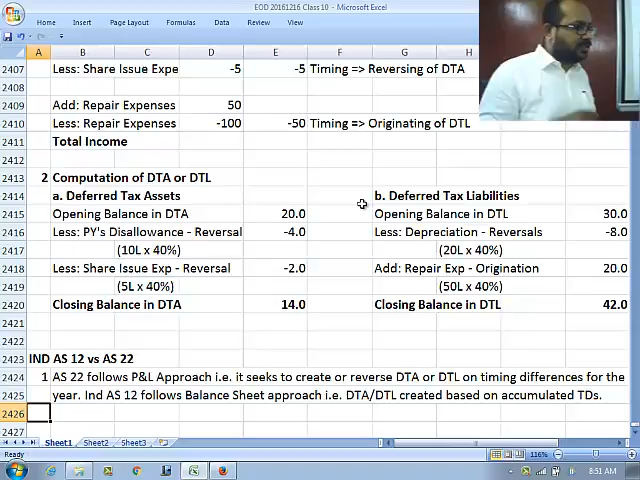 EOD 20161216 Class 10 - Microsoft Excel
Home Insert Page Layout Formulas Data Review View
A B C D E F G H
2407 Less: Share Issue Expe -5 -5 Timing => Reversing of DTA
2408
2409 Add: Repair Expenses 50
2410 Less: Repair Expenses -100 -50 Timing => Originating of DTL
2411 Total Income
2413 2 Computation of DTA or DTL
2414 a. Deferred Tax Assets b. Deferred Tax Liabilities
2415 Opening Balance in DTA 20.0 Opening Balance in DTL 30.0
2416 Less: PY's Disallowance - Reversal -4.0 Less: Depreciation - Reversals -8.0
2417 (10L x 40%) (20L x 40%)
2418 Less: Share Issue Exp - Reversal -2.0 Add: Repair Exp - Origination 20.0
2419 (5L x 40%) (50L x 40%)
2420 Closing Balance in DTA 14.0 Closing Balance in DTL 42.0
2421
2423 IND AS 12 vs AS 22
2424 1 AS 22 follows P&L Approach i.e. it seeks to create or reverse DTA or DTL on timing differences for the
2425 year. Ind AS 12 follows Balance Sheet approach i.e. DTA/DTL created based on accumulated TDs.
2426
2427
Sheet1 Sheet2 Sheet3
Ready 116%
8:51 AM